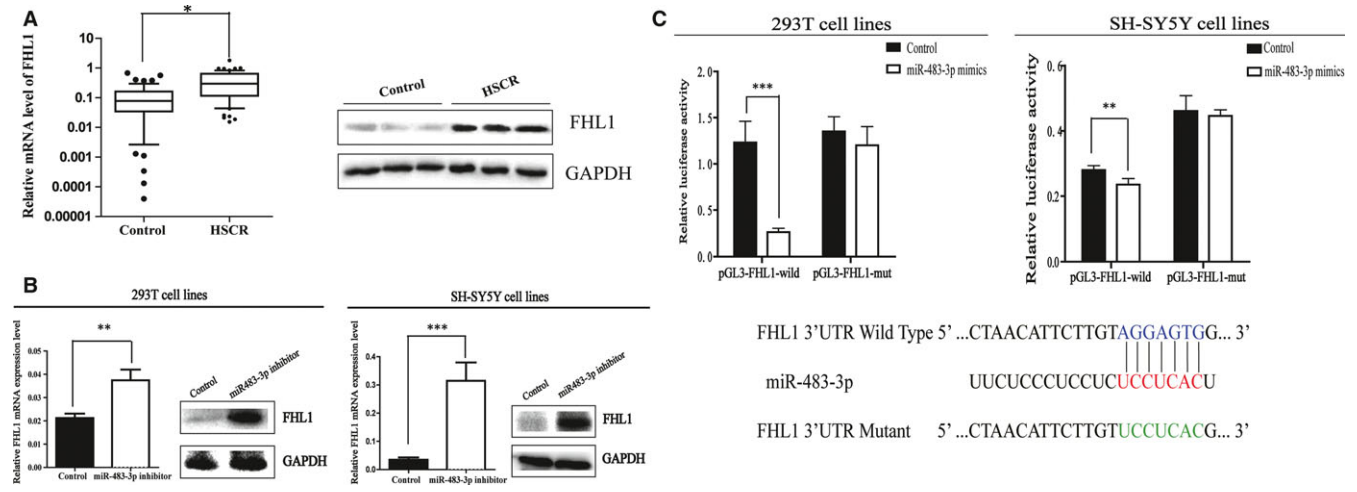 A
Relative mRNA level of FHL1
*
10
1
0.1
0.01
0.001
0.0001
0.00001
Control
HSCR
Control
HSCR
FHL1
GAPDH
B
293T cell lines
Relative FHL1 mRNA expression level
**
0.05
0.04
0.03
0.02
0.01
0.00
Control
miR-483-3p inhibitor
Control
miR483-3p inhibitor
FHL1
GAPDH
SH-SY5Y cell lines
Relative FHL1 mRNA expression level
***
0.4
0.3
0.2
0.1
0.0
Control
miR-483-3p inhibitor
Control
miR483-3p inhibitor
FHL1
GAPDH
C
293T cell lines
Control
miR-483-3p mimics
Relative luciferase activity
2.0
1.5
1.0
0.5
0.0
***
pGL3-FHL1-wild
pGL3-FHL1-mut
SH-SY5Y cell lines
Control
miR-483-3p mimics
Relative luciferase activity
0.6
0.4
0.2
0.0
**
pGL3-FHL1-wild
pGL3-FHL1-mut
FHL1 3'UTR Wild Type 5' ...CTAACATTCTTGTAGGAGTGG... 3'
miR-483-3p UUCUCCCUCCUCUCCUCACU
FHL1 3'UTR Mutant 5' ...CTAACATTCTTGTUCCUCACG... 3'